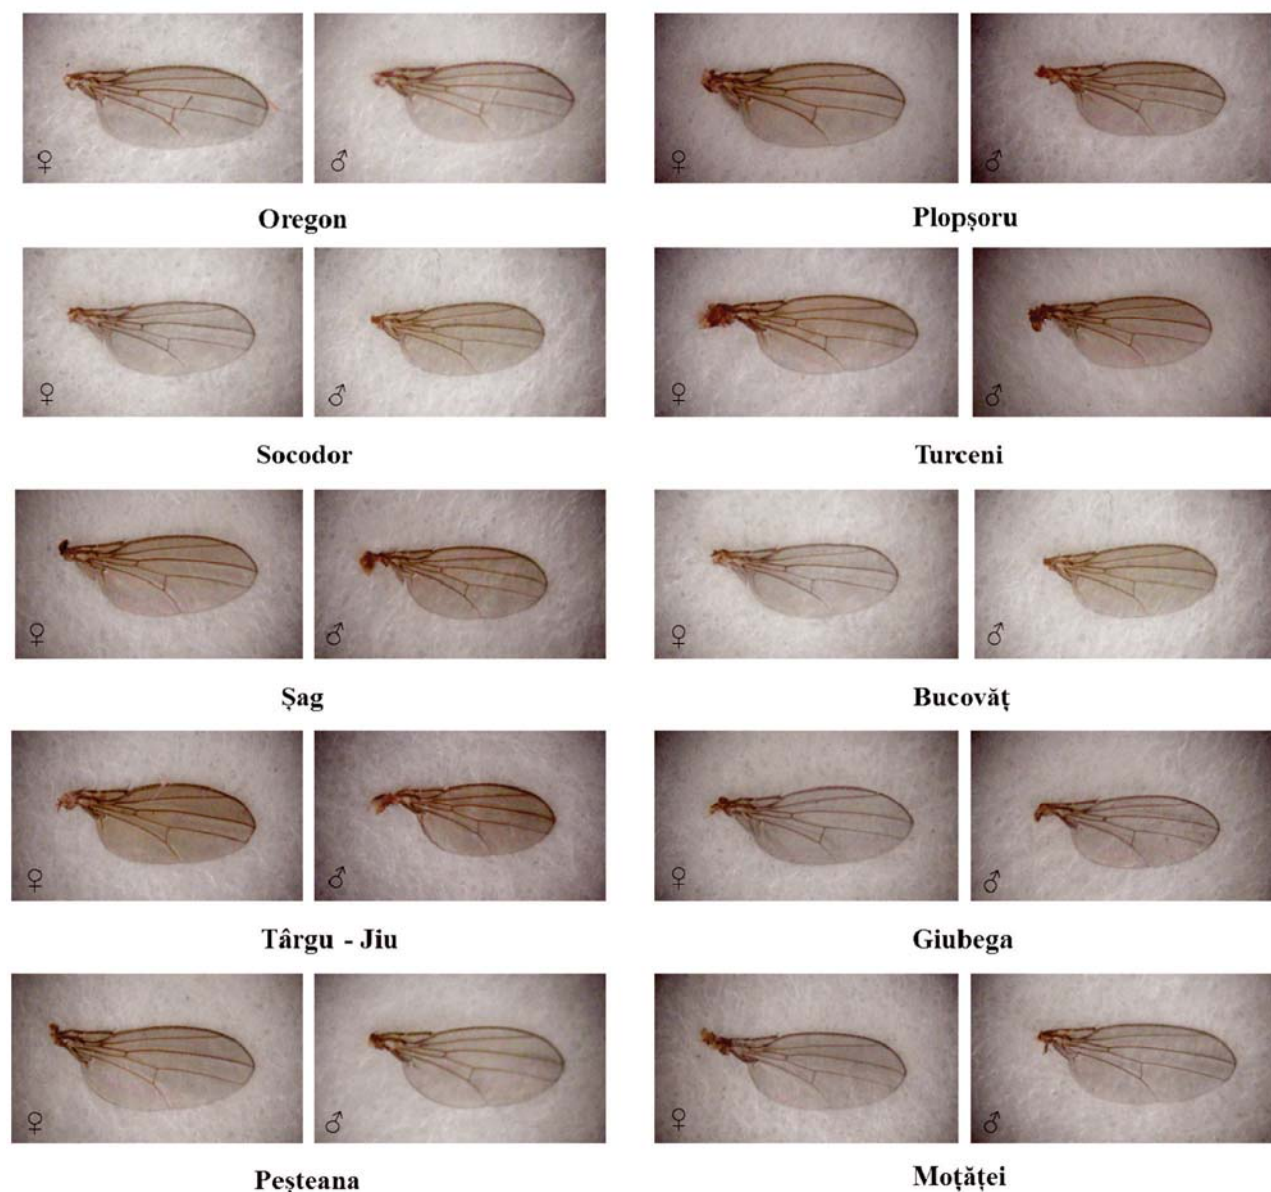 ♀ ♂ ♀ ♂
Oregon Plopșoru
♀ ♂ ♀ ♂
Socodor Turceni
♀ ♂ ♀ ♂
Șag Bucovăț
♀ ♂ ♀ ♂
Târgu - Jiu Giubega
♀ ♂ ♀ ♂
Peșteana Moțăței